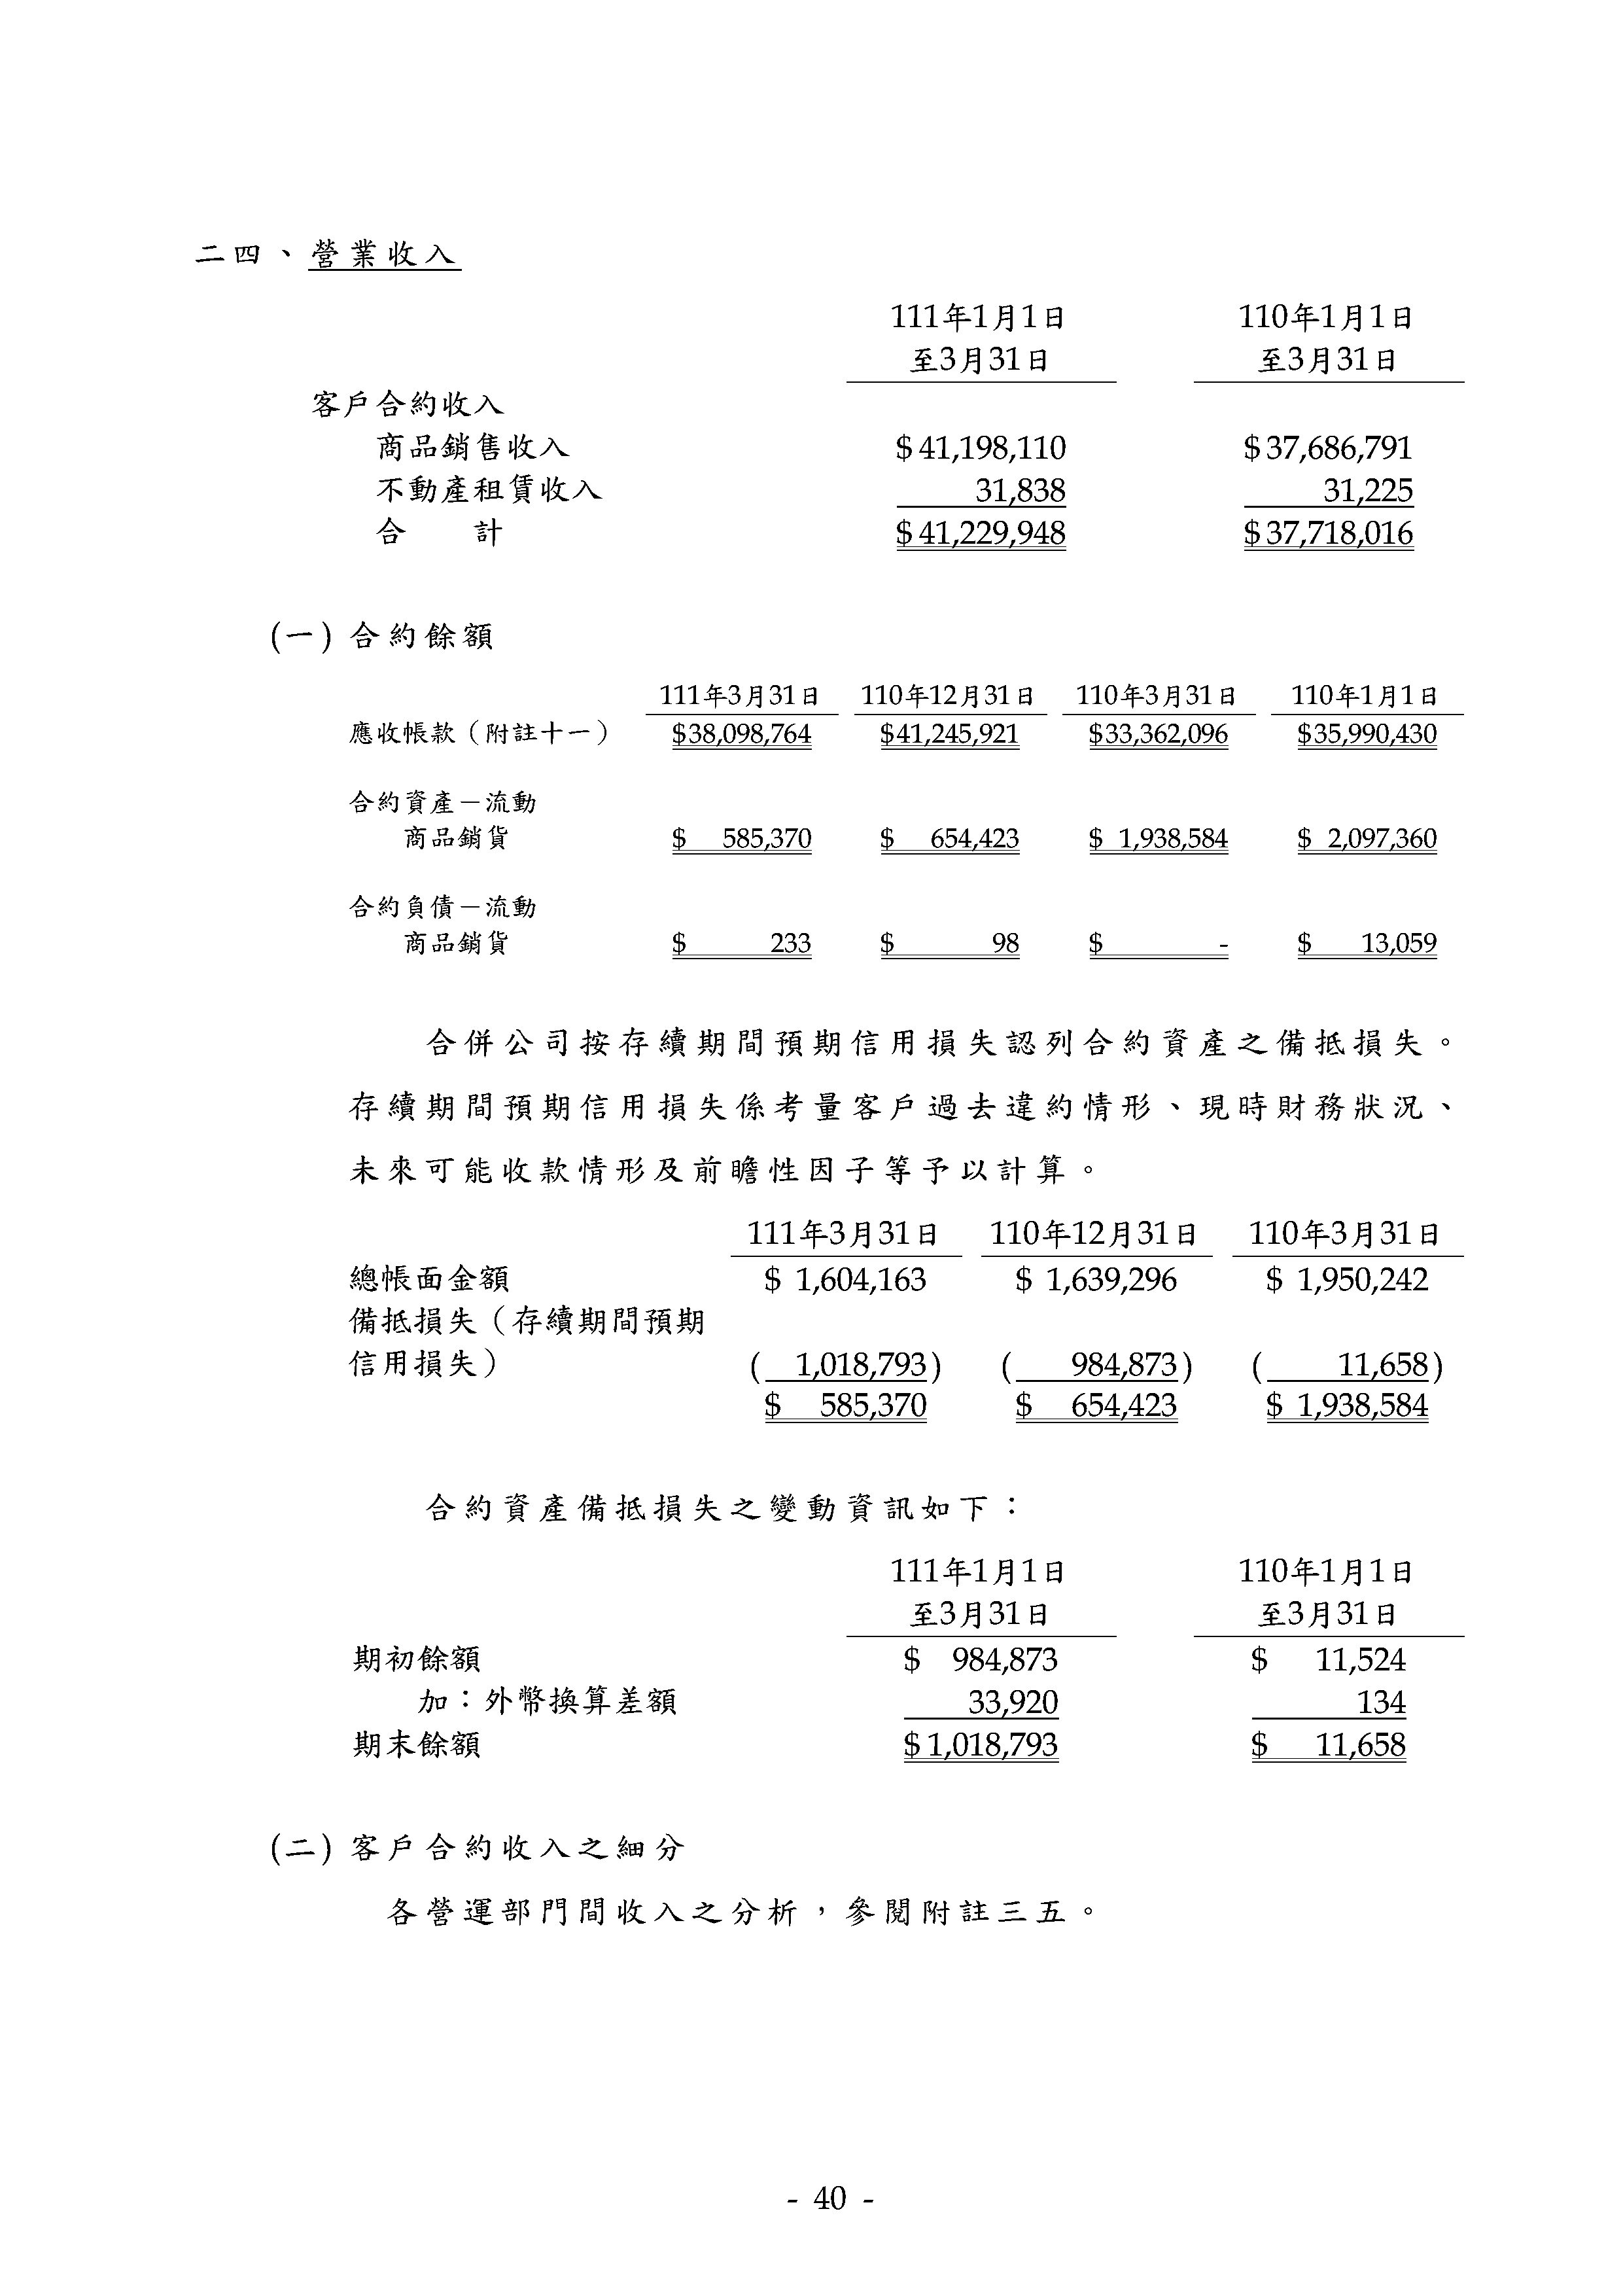 二四、營業收入
111年1月1日 110年1月1日
至3月31日 至3月31日
客戶合約收入
商品銷售收入 $41,198,110 $37,686,791
不動產租賃收入 31,838 31,225
合 計 $41,229,948 $37,718,016
(一) 合約餘額
111年3月31日 110年12月31日 110年3月31日 110年1月1日
應收帳款（附註十一） $38,098,764 $41,245,921 $33,362,096 $35,990,430
合約資產－流動
商品銷貨 $ 585,370 $ 654,423 $ 1,938,584 $ 2,097,360
合約負債－流動
商品銷貨 $ 233 $ 98 $ - $ 13,059
合併公司按存續期間預期信用損失認列合約資產之備抵損失。
存續期間預期信用損失係考量客戶過去違約情形、現時財務狀況、
未來可能收款情形及前瞻性因子等予以計算。
111年3月31日 110年12月31日 110年3月31日
總帳面金額 $ 1,604,163 $ 1,639,296 $ 1,950,242
備抵損失（存續期間預期
信用損失） ( 1,018,793) ( 984,873) ( 11,658)
$ 585,370 $ 654,423 $ 1,938,584
合約資產備抵損失之變動資訊如下：
111年1月1日 110年1月1日
至3月31日 至3月31日
期初餘額 $ 984,873 $ 11,524
加：外幣換算差額 33,920 134
期末餘額 $1,018,793 $ 11,658
(二) 客戶合約收入之細分
各營運部門間收入之分析，參閱附註三五。
- 40 -